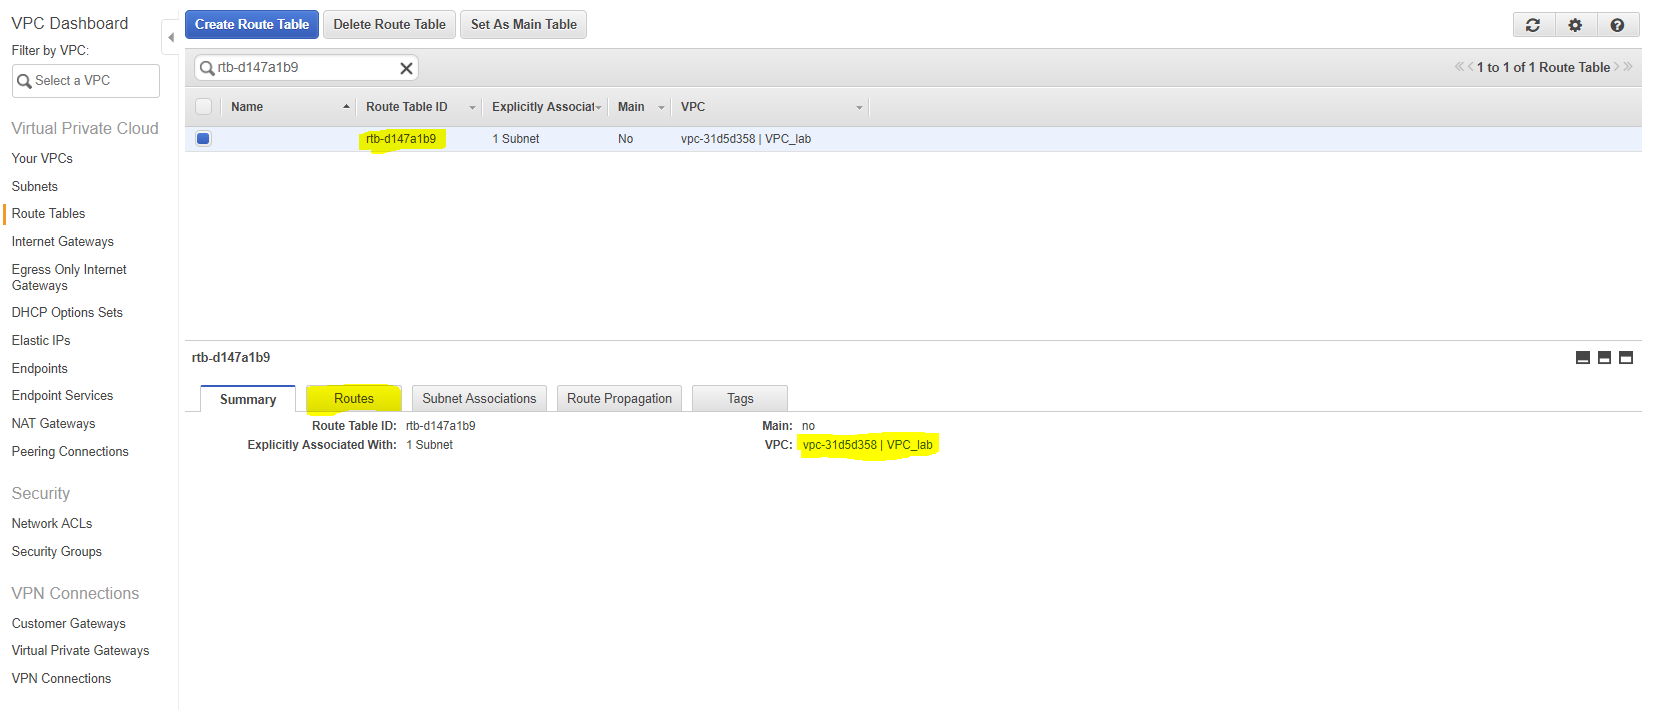 VPC Dashboard
Filter by VPC:
Select a VPC
Virtual Private Cloud
Your VPCs
Subnets
Route Tables
Internet Gateways
Egress Only Internet
Gateways
DHCP Options Sets
Elastic IPs
Endpoints
Endpoint Services
NAT Gateways
Peering Connections
Security
Network ACLs
Security Groups
VPN Connections
Customer Gateways
Virtual Private Gateways
VPN Connections
Create Route Table Delete Route Table Set As Main Table
rtb-d147a1b9 1 to 1 of 1 Route Table
Name Route Table ID Explicitly Associat Main VPC
rtb-d147a1b9 1 Subnet No vpc-31d5d358 | VPC_lab
rtb-d147a1b9
Summary Routes Subnet Associations Route Propagation Tags
Route Table ID: rtb-d147a1b9 Main: no
Explicitly Associated With: 1 Subnet VPC: vpc-31d5d358 | VPC_lab